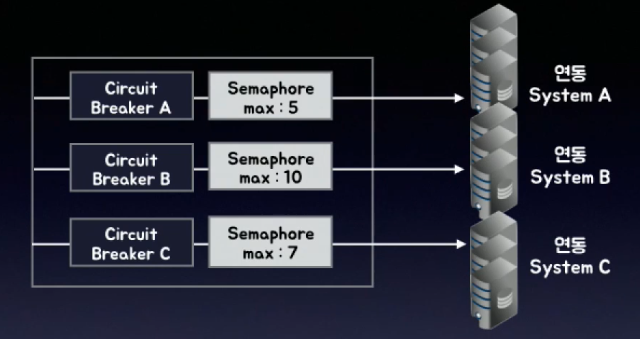 Circuit
Breaker A
Semaphore
max : 5
연동
System A
Circuit
Breaker B
Semaphore
max : 10
연동
System B
Circuit
Breaker C
Semaphore
max : 7
연동
System C